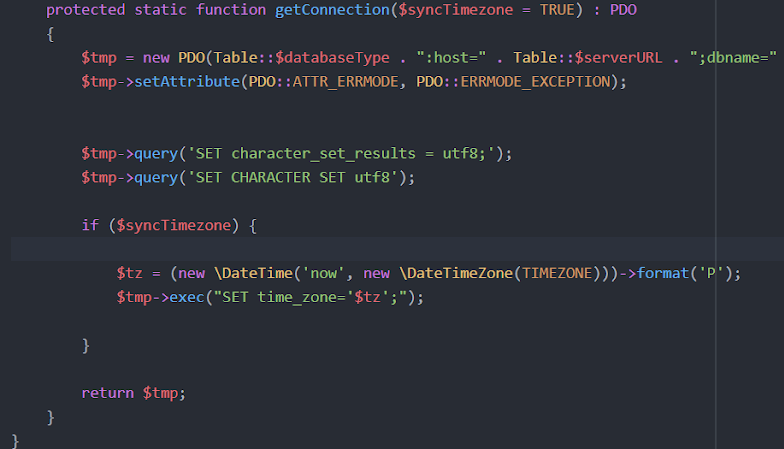 protected static function getConnection($syncTimezone = TRUE) : PDO
{
$tmp = new PDO(Table::$databaseType . ":host=" . Table::$serverURL . ";dbname="
$tmp->setAttribute(PDO::ATTR_ERRMODE, PDO::ERRMODE_EXCEPTION);
$tmp->query('SET character_set_results = utf8;');
$tmp->query('SET CHARACTER SET utf8');
if ($syncTimezone) {
$tz = (new \DateTime('now', new \DateTimeZone(TIMEZONE)))->format('P');
$tmp->exec("SET time_zone='$tz';");
}
return $tmp;
}
}